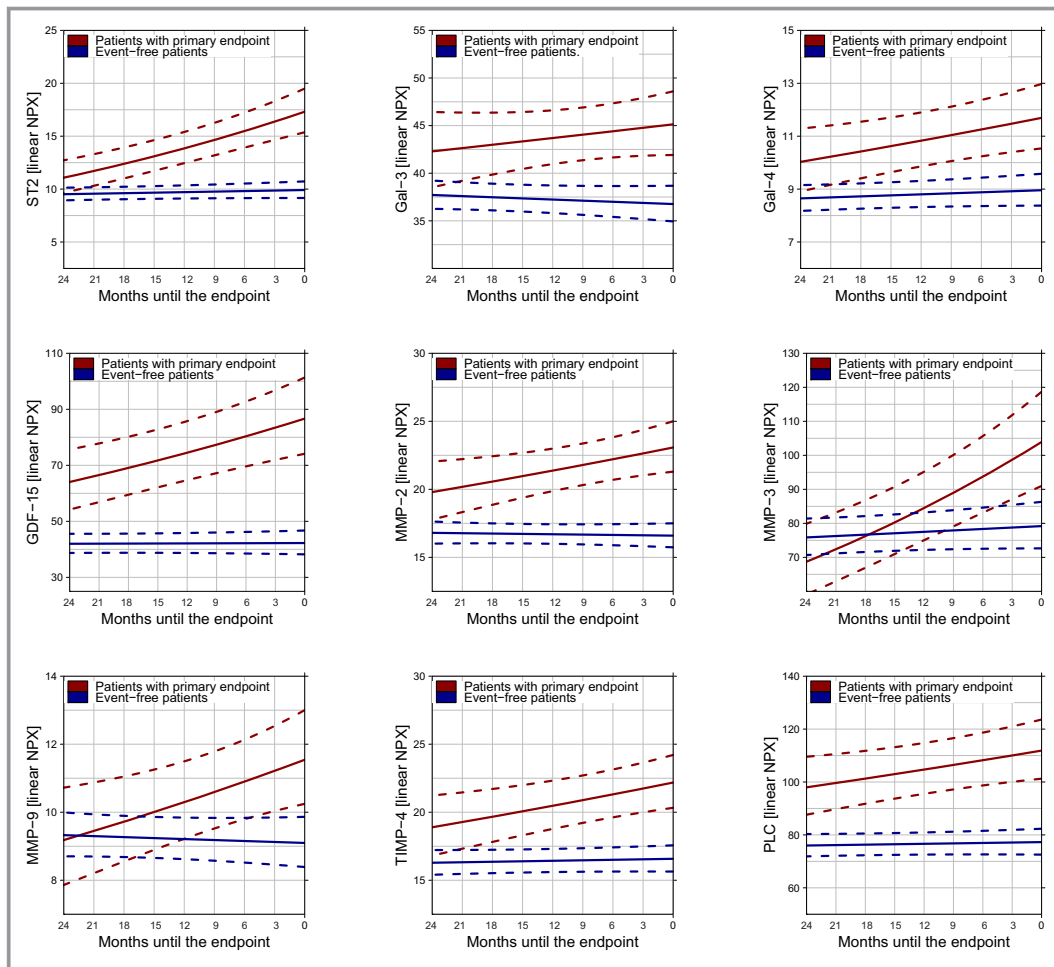 25
20
15
10
5
ST2 [linear NPX]
Patients with primary endpoint
Event−free patients
24 21 18 15 12 9 6 3 0
Months until the endpoint
55
50
45
40
35
Gal−3 [linear NPX]
Patients with primary endpoint
Event−free patients.
24 21 18 15 12 9 6 3 0
Months until the endpoint
15
13
11
9
7
Gal−4 [linear NPX]
Patients with primary endpoint
Event−free patients
24 21 18 15 12 9 6 3 0
Months until the endpoint
110
90
70
50
30
GDF−15 [linear NPX]
Patients with primary endpoint
Event−free patients
24 21 18 15 12 9 6 3 0
Months until the endpoint
30
25
20
15
MMP−2 [linear NPX]
Patients with primary endpoint
Event−free patients
24 21 18 15 12 9 6 3 0
Months until the endpoint
130
120
110
100
90
80
70
MMP−3 [linear NPX]
Patients with primary endpoint
Event−free patients
24 21 18 15 12 9 6 3 0
Months until the endpoint
14
12
11
10
8
MMP−9 [linear NPX]
Patients with primary endpoint
Event−free patients
24 21 18 15 12 9 6 3 0
Months until the endpoint
30
25
20
15
TIMP−4 [linear NPX]
Patients with primary endpoint
Event−free patients
24 21 18 15 12 9 6 3 0
Months until the endpoint
140
120
100
80
60
PLC [linear NPX]
Patients with primary endpoint
Event−free patients
24 21 18 15 12 9 6 3 0
Months until the endpoint